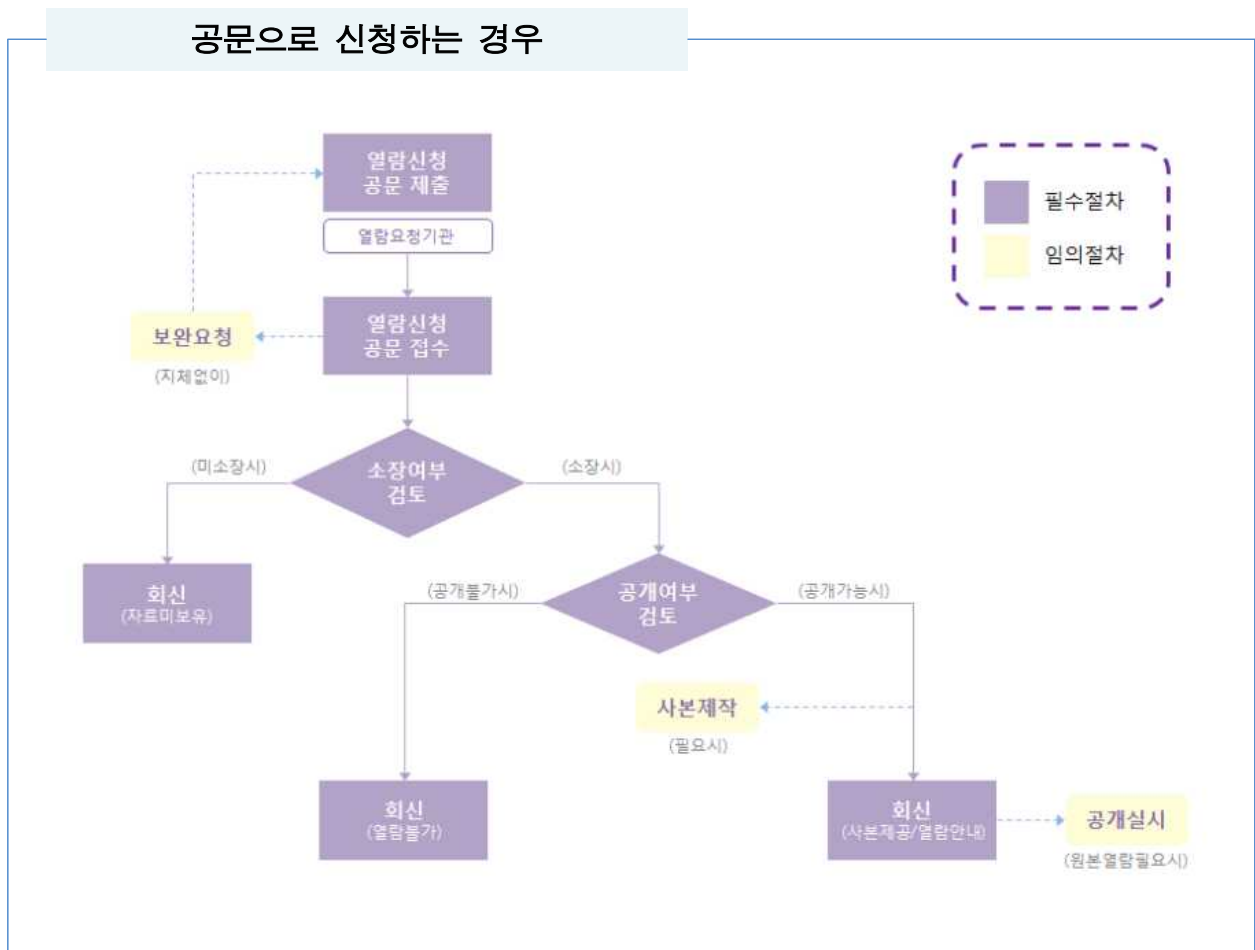 공문으로 신청하는 경우
열람신청
공문 제출
열람요청기관
필수절차
임의절차
열람신청
공문 접수
보완요청
(지체없이)
(미소장시)
소장여부
검토
(소장시)
회신
(자료미보유)
(공개불가시)
공개여부
검토
(공개가능시)
사본제작
(필요시)
회신
(열람불가)
회신
(사본제공/열람안내)
공개실시
(원본열람필요시)